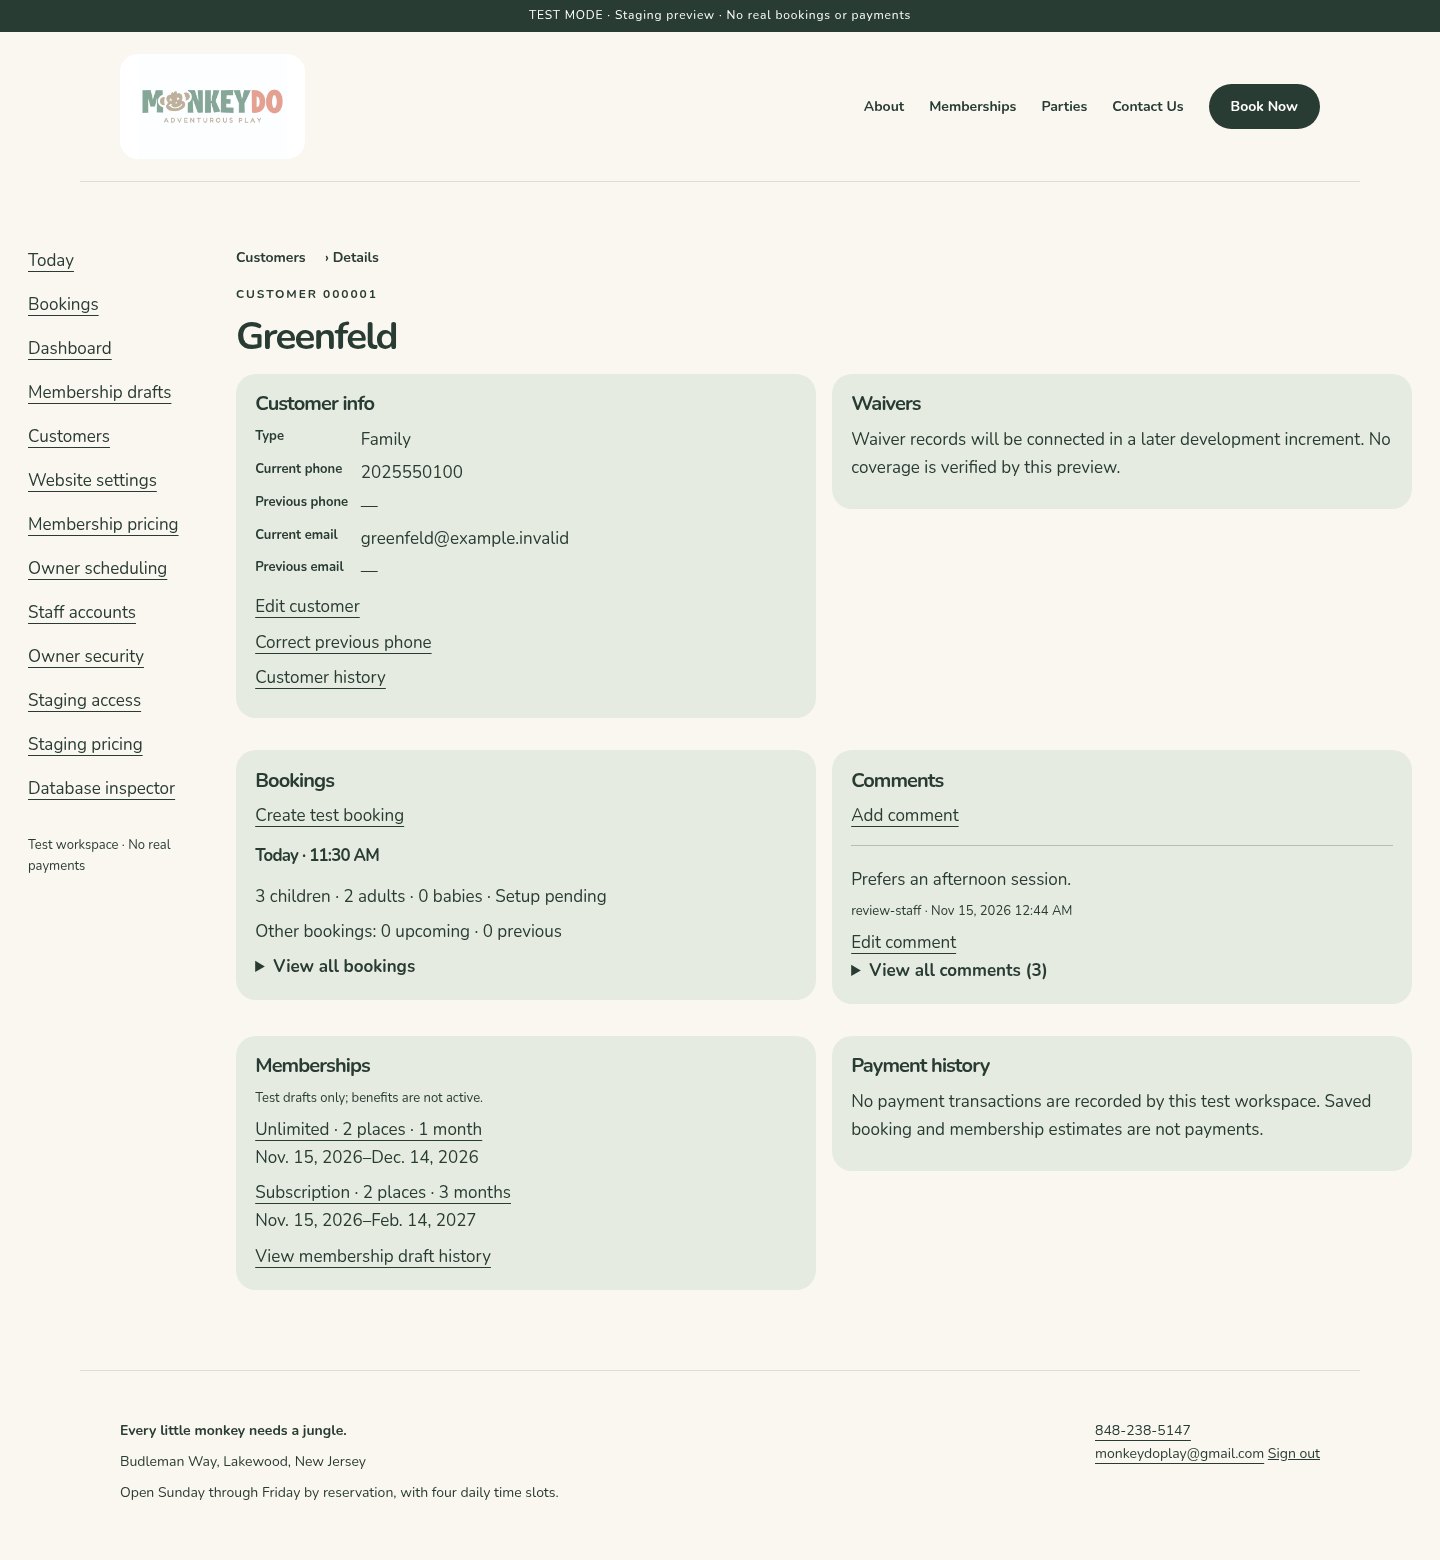 TEST MODE · Staging preview · No real bookings or payments
MONKEYDO
ADVENTUROUS PLAY
About Memberships Parties Contact Us Book Now
Today
Bookings
Dashboard
Membership drafts
Customers
Website settings
Membership pricing
Owner scheduling
Staff accounts
Owner security
Staging access
Staging pricing
Database inspector
Test workspace · No real
payments
Customers › Details
CUSTOMER 000001
Greenfeld
Customer info
Type Family
Current phone 2025550100
Previous phone —
Current email greenfeld@example.invalid
Previous email —
Edit customer
Correct previous phone
Customer history
Waivers
Waiver records will be connected in a later development increment. No
coverage is verified by this preview.
Bookings
Create test booking
Today · 11:30 AM
3 children · 2 adults · 0 babies · Setup pending
Other bookings: 0 upcoming · 0 previous
▶ View all bookings
Comments
Add comment
Prefers an afternoon session.
review-staff · Nov 15, 2026 12:44 AM
Edit comment
▶ View all comments (3)
Memberships
Test drafts only; benefits are not active.
Unlimited · 2 places · 1 month
Nov. 15, 2026–Dec. 14, 2026
Subscription · 2 places · 3 months
Nov. 15, 2026–Feb. 14, 2027
View membership draft history
Payment history
No payment transactions are recorded by this test workspace. Saved
booking and membership estimates are not payments.
Every little monkey needs a jungle.
Budleman Way, Lakewood, New Jersey
Open Sunday through Friday by reservation, with four daily time slots.
848-238-5147
monkeydoplay@gmail.com Sign out